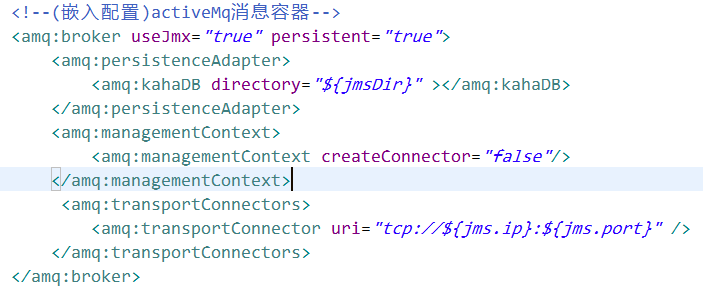 <!--(嵌入配置)activeMq消息容器-->
<amq:broker useJmx="true" persistent="true">
<amq:persistenceAdapter>
<amq:kahaDB directory="${jmsDir}" ></amq:kahaDB>
</amq:persistenceAdapter>
<amq:managementContext>
<amq:managementContext createConnector="false"/>
</amq:managementContext>
<amq:transportConnectors>
<amq:transportConnector uri="tcp://${jms.ip}:${jms.port}" />
</amq:transportConnectors>
</amq:broker>